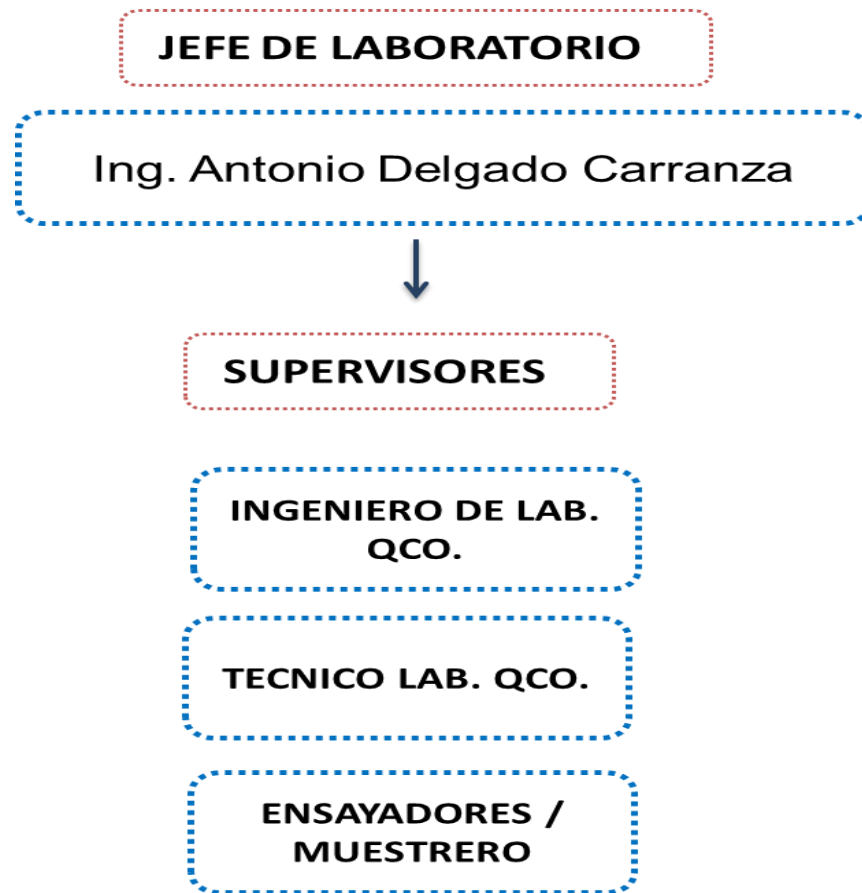 JEFE DE LABORATORIO
Ing. Antonio Delgado Carranza
SUPERVISORES
INGENIERO DE LAB.
QCO.
TECNICO LAB. QCO.
ENSAYADORES /
MUESTRERO